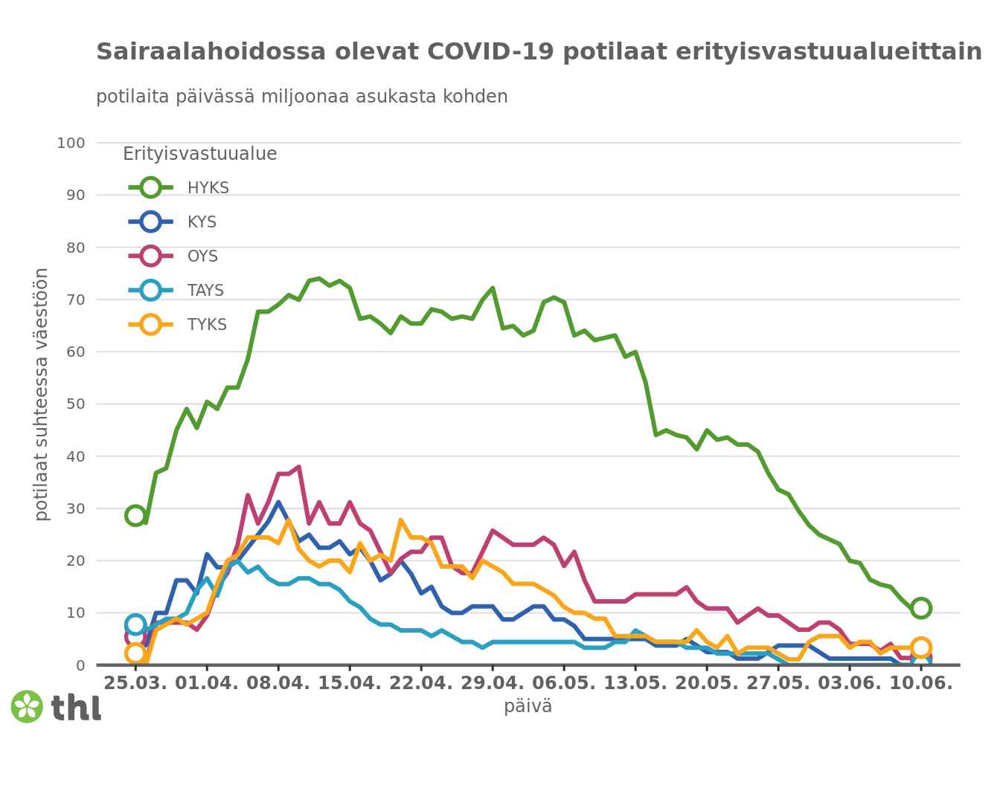 Sairaalahoidossa olevat COVID-19 potilaat erityisvastuualueittain
potilaita päivässä miljoonaa asukasta kohden
Erityisvastuualue
HYKS
KYS
OYS
TAYS
TYKS
potilaat suhteessa väestöön
100
90
80
70
60
50
40
30
20
10
0
25.03. 01.04. 08.04. 15.04. 22.04. 29.04. 06.05. 13.05. 20.05. 27.05. 03.06. 10.06.
päivä
thl